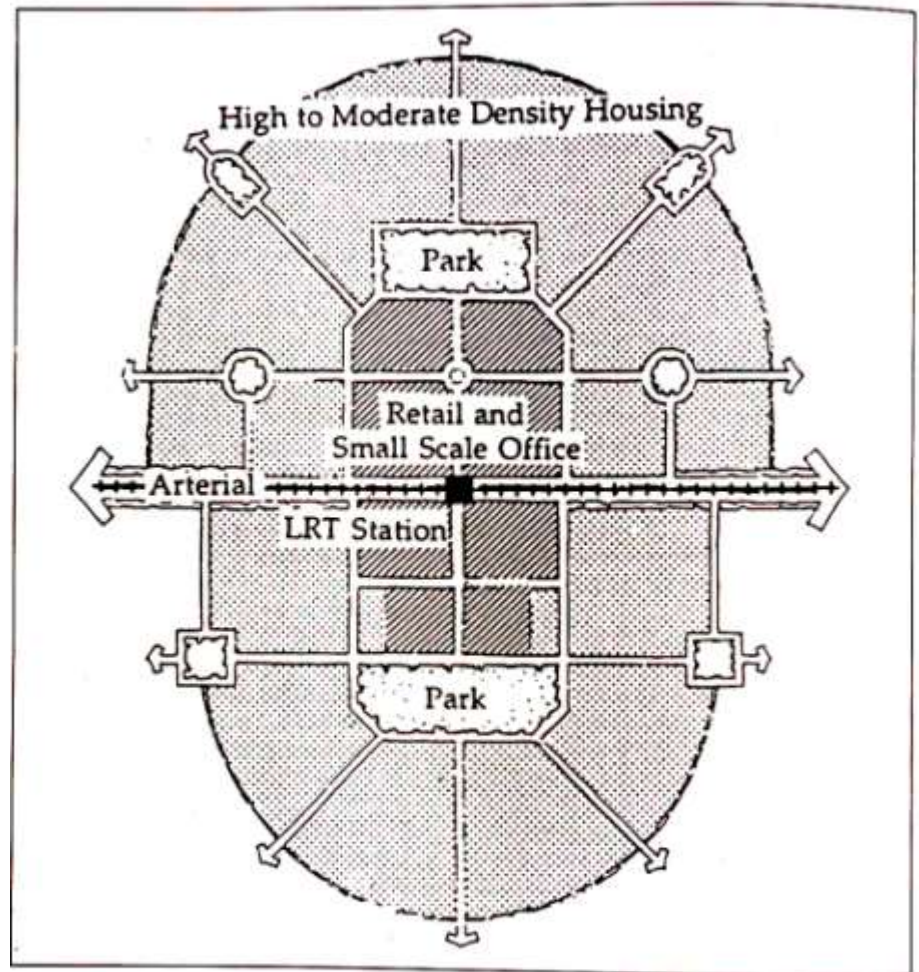 High to Moderate Density Housing
Park
Retail and
Small Scale Office
Arterial
LRT Station
Park